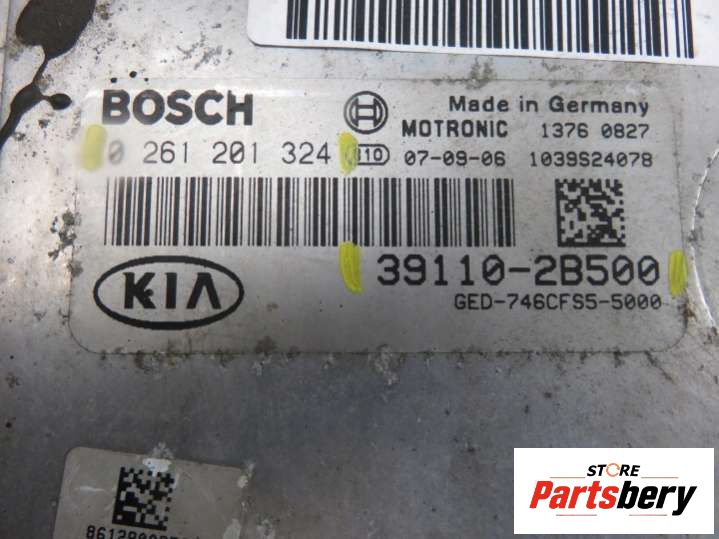 BOSCH
Made in Germany
MOTRONIC 1376 0827
0 261 201 324 B10 07-09-06 1039S24078
39110-2B500
KIA
GED-746CFS5-5000
STORE
Partsbery